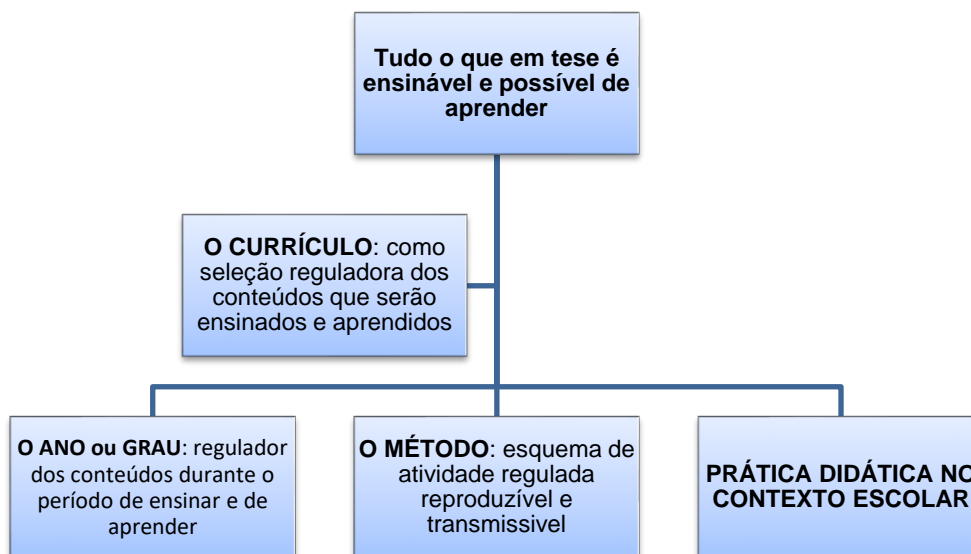 Tudo o que em tese é
ensinável e possível de
aprender
O CURRÍCULO: como
seleção reguladora dos
conteúdos que serão
ensinados e aprendidos
O ANO ou GRAU: regulador
dos conteúdos durante o
período de ensinar e de
aprender
O MÉTODO: esquema de
atividade regulada
reproduzível e
transmissivel
PRÁTICA DIDÁTICA NO
CONTEXTO ESCOLAR